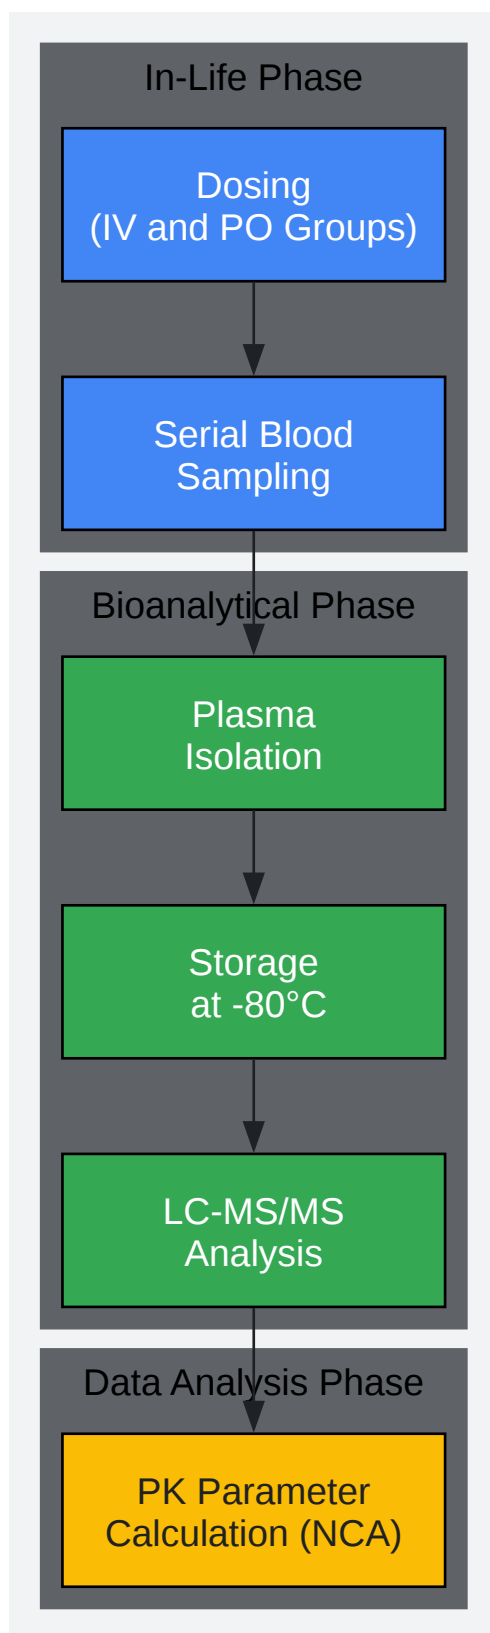 In-Life Phase
Dosing
(IV and PO Groups)
Serial Blood
Sampling
Bioanalytical Phase
Plasma
Isolation
Storage
at -80°C
LC-MS/MS
Analysis
Data Analysis Phase
PK Parameter
Calculation (NCA)